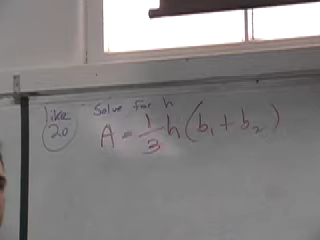 like Solve for h
20 A = 1/3 h (b₁ + b₂)